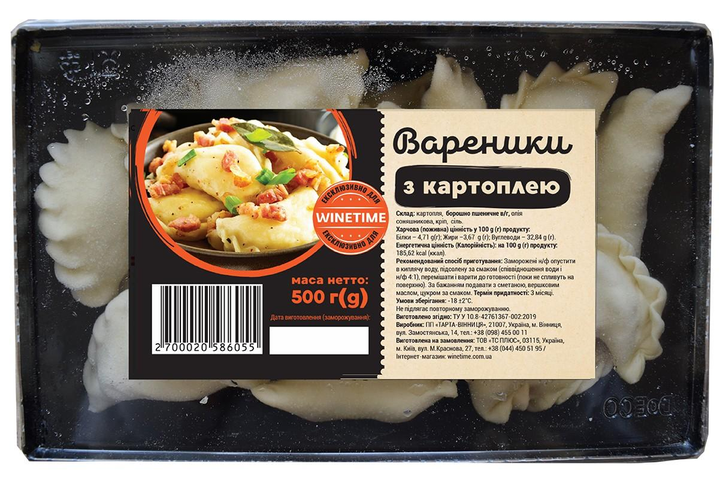 Вареники
з картоплею
Склад: картопля, борошно пшеничне в/г, олія
соняшникова, кріп, сіль.
Харчова (поживна) цінність у 100 g (г) продукту:
Білки – 4,71 g(г); Жири –3,67 g (г); Вуглеводи – 32,84 g (г).
Енергетична цінність (Калорійність): на 100 g (г) продукту:
185,62 kcal (ккал).
Рекомендований спосіб приготування: Заморожені н/ф опустити
в киплячу воду, підсолену за смаком (співвідношення води і
н/ф 4:1), перемішати і варити до готовності (поки не спливуть на
поверхню). За бажанням подавати з сметаною, вершковим
маслом, цукром за смаком. Термін придатності: 3 місяці.
Умови зберігання: -18 ±2°C.
Не підлягає повторному заморожуванню.
Виготовлено згідно: ТУ У 10.8-42761367-002:2019
Виробник: ПП «ТАРТА-ВІННИЦЯ», 21007, Україна, м. Вінниця,
вул. Замостянська, 14, тел.: +38 (098) 455 00 11
Виготовлена на замовлення: ТОВ «ТС ПЛЮС», 03115, Україна,
м. Київ, вул. М.Краснова, 27, тел.: +38 (044) 450 51 95 /
Інтернет-магазин: winetime.com.ua
ЕКСКЛЮЗИВНО ДЛЯ
WINETIME
ЕКСКЛЮЗИВНО ДЛЯ
маса нетто:
500 г(g)
Дата виготовлення (заморожування):
2700020586055